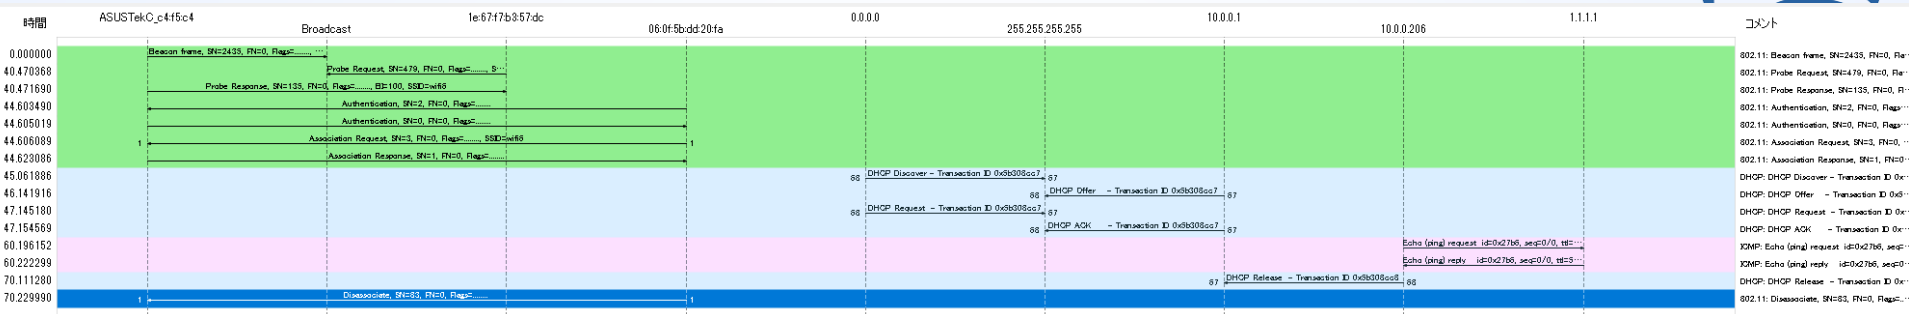 時間 ASUSTekC_c4:f5:c4 Broadcast 1e:67:f7:b3:57:dc 06:0f:5b:dd:20:fa 0.0.0.0 255.255.255.255 10.0.0.1 10.0.0.206 1.1.1.1 コメント
0.000000 Beacon frame, SN=2435, FN=0, Flags=........, ··· 802.11: Beacon frame, SN=2435, FN=0, Fla···
40.470368 Probe Request, SN=479, FN=0, Flags=........, S··· 802.11: Probe Request, SN=479, FN=0, Fla···
40.471690 Probe Response, SN=135, FN=0, Flags=........, BI=100, SSID=wifi6 802.11: Probe Response, SN=135, FN=0, Fl···
44.603490 Authentication, SN=2, FN=0, Flags=........ 802.11: Authentication, SN=2, FN=0, Flags···
44.605019 Authentication, SN=0, FN=0, Flags=........ 802.11: Authentication, SN=0, FN=0, Flags···
44.606089 1 Association Request, SN=3, FN=0, Flags=........, SSID=wifi6 1 802.11: Association Request, SN=3, FN=0, ···
44.623086 Association Response, SN=1, FN=0, Flags=........ 802.11: Association Response, SN=1, FN=0···
45.061886 68 DHCP Discover - Transaction ID 0x5b308cc7 67 DHCP: DHCP Discover - Transaction ID 0x···
46.141916 68 DHCP Offer - Transaction ID 0x5b308cc7 67 DHCP: DHCP Offer - Transaction ID 0x5···
47.145180 68 DHCP Request - Transaction ID 0x5b308cc7 67 DHCP: DHCP Request - Transaction ID 0x···
47.154569 68 DHCP ACK - Transaction ID 0x5b308cc7 67 DHCP: DHCP ACK - Transaction ID 0x···
60.196152 Echo (ping) request id=0x27b6, seq=0/0, ttl=··· ICMP: Echo (ping) request id=0x27b6, seq=···
60.222299 Echo (ping) reply id=0x27b6, seq=0/0, ttl=5··· ICMP: Echo (ping) reply id=0x27b6, seq=0···
70.111280 67 DHCP Release - Transaction ID 0x5b308cc8 68 DHCP: DHCP Release - Transaction ID 0x···
70.229990 1 Disassociate, SN=83, FN=0, Flags=........ 1 802.11: Disassociate, SN=83, FN=0, Flags=...···